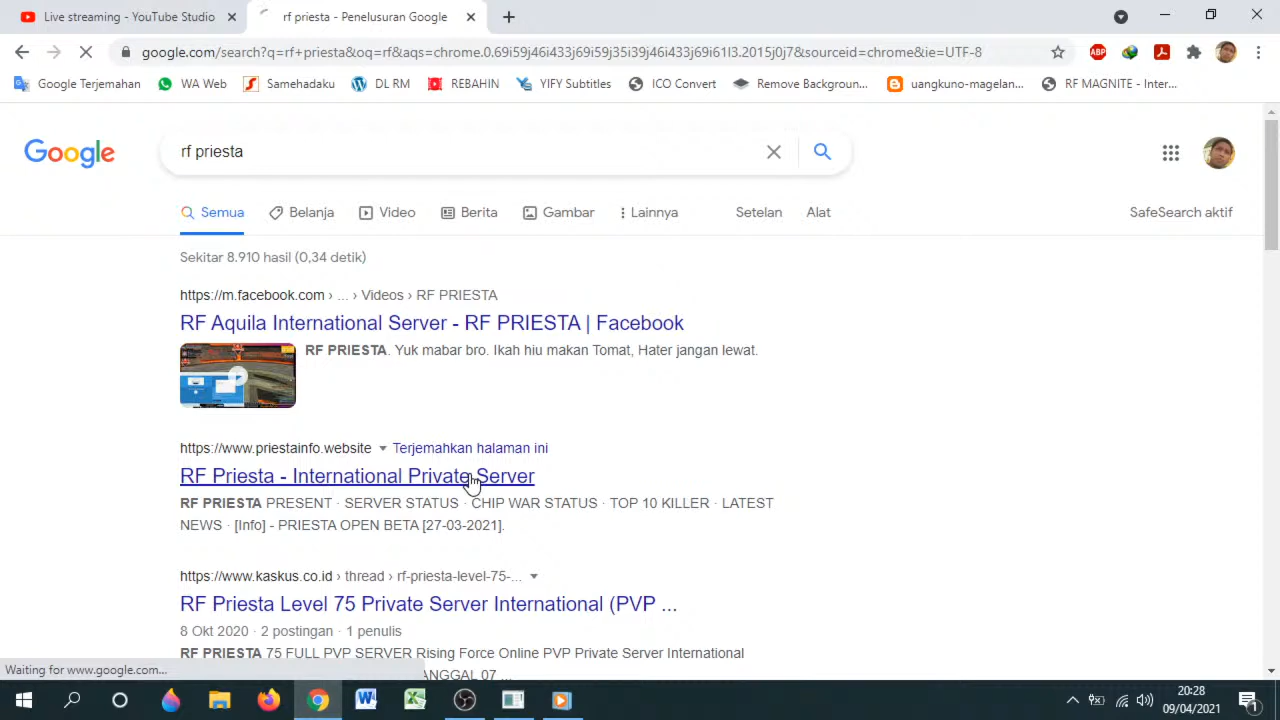 Live streaming - YouTube Studio
rf priesta - Penelusuran Google
google.com/search?q=rf+priesta&oq=rf&aqs=chrome.0.69i59j46i433j69i59j35i39j46i433j69i61l3.2015j0j7&sourceid=chrome&ie=UTF-8
ABP
Google Terjemahan
WA Web
Samehadaku
DL RM
REBAHIN
YIFY Subtitles
ICO Convert
Remove Backgroun...
uangkuno-magelan...
RF MAGNITE - Inter...
Google
rf priesta
Semua
Belanja
Video
Berita
Gambar
Lainnya
Setelan
Alat
SafeSearch aktif
Sekitar 8.910 hasil (0,34 detik)
https://m.facebook.com › ... › Videos › RF PRIESTA
RF Aquila International Server - RF PRIESTA | Facebook
RF PRIESTA. Yuk mabar bro. Ikah hiu makan Tomat, Hater jangan lewat.
https://www.priestainfo.website
Terjemahkan halaman ini
RF Priesta - International Private Server
RF PRIESTA PRESENT · SERVER STATUS · CHIP WAR STATUS · TOP 10 KILLER · LATEST
NEWS · [Info] - PRIESTA OPEN BETA [27-03-2021].
https://www.kaskus.co.id › thread › rf-priesta-level-75-...
RF Priesta Level 75 Private Server International (PVP ...
8 Okt 2020 · 2 postingan · 1 penulis
RF PRIESTA 75 FULL PVP SERVER Rising Force Online PVP Private Server International
ANGGAL 07 ...
Waiting for www.google.com...
20:28
09/04/2021
1